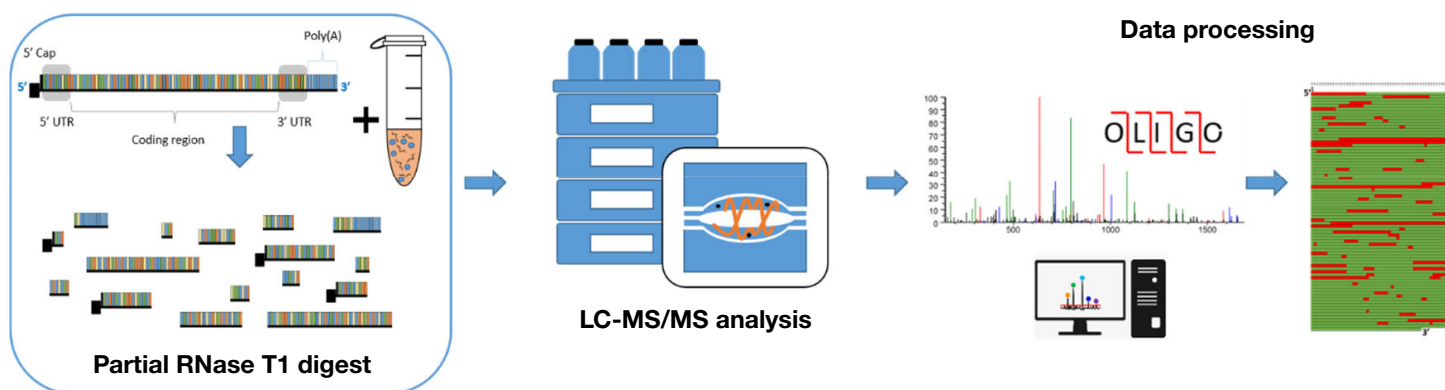 Poly(A)
5' Cap
5'
3'
5' UTR
3' UTR
Coding region
+
Partial RNase T1 digest
LC-MS/MS analysis
Data processing
100
90
80
70
60
50
40
30
20
10
0
500
1000
1500
OLIGO
5'
3'